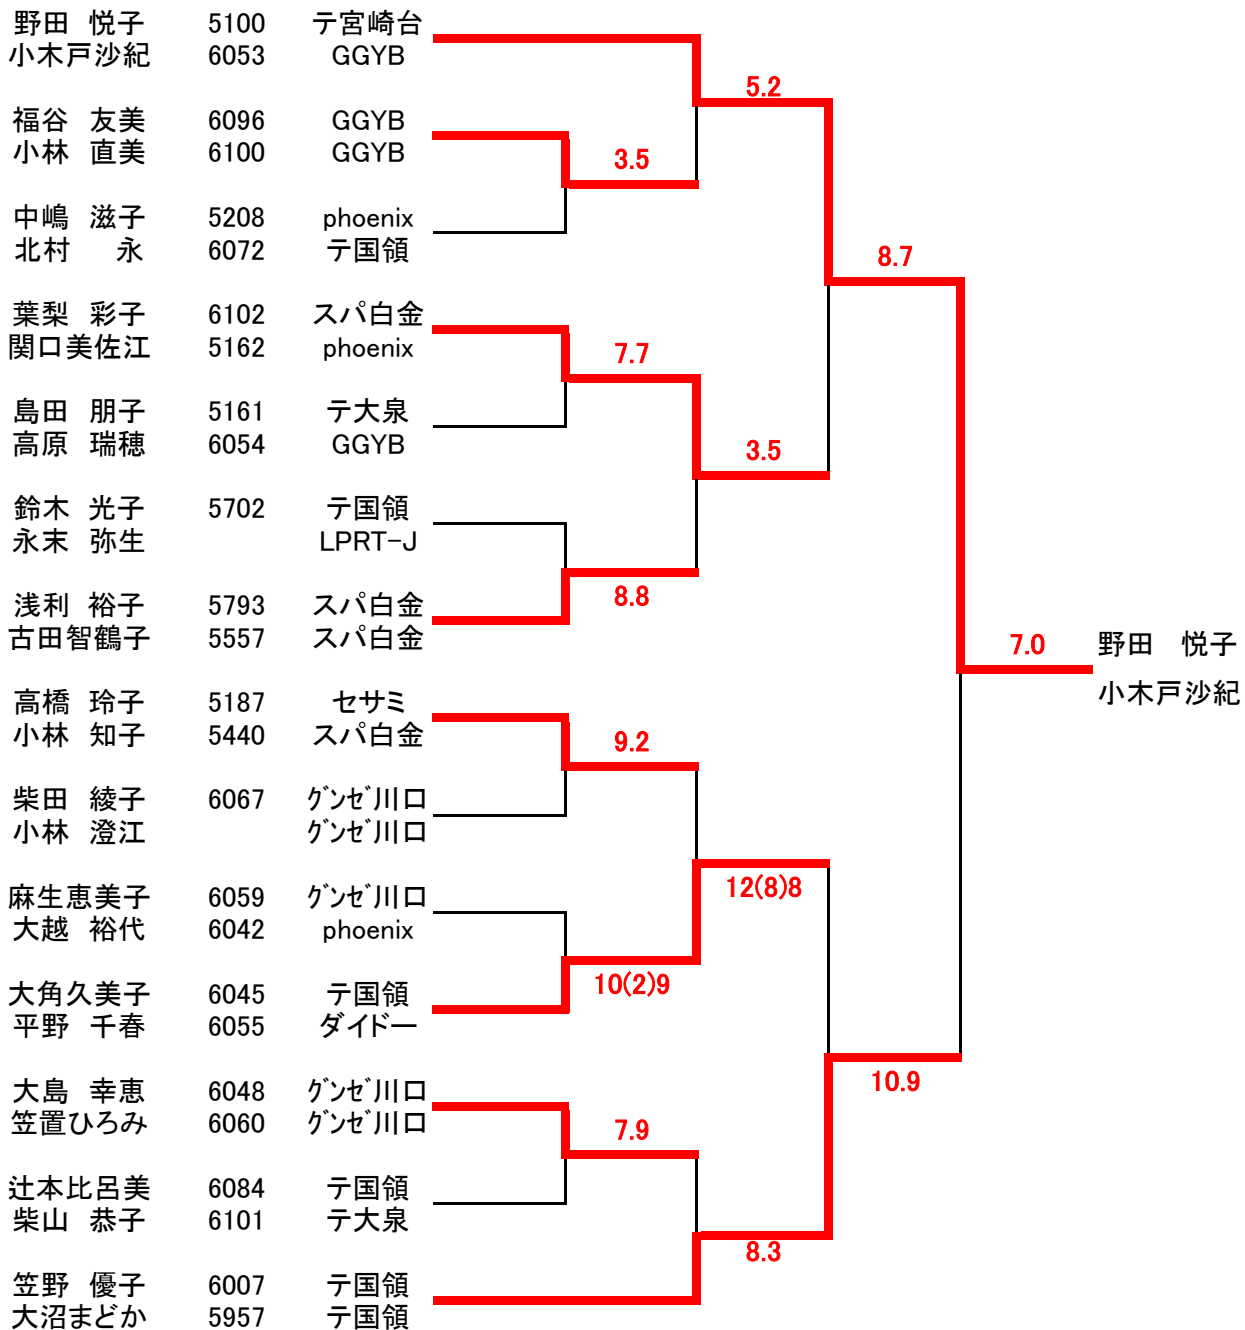 野田 悦子 5100 テ宮崎台
小木戸沙紀 6053 GGYB
5.2
福谷 友美 6096 GGYB
小林 直美 6100 GGYB
3.5
中嶋 滋子 5208 phoenix
北村 永 6072 テ国領
8.7
葉梨 彩子 6102 スパ白金
関口美佐江 5162 phoenix
7.7
島田 朋子 5161 テ大泉
高原 瑞穂 6054 GGYB
3.5
鈴木 光子 5702 テ国領
永末 弥生 LPRT-J
8.8
浅利 裕子 5793 スパ白金
古田智鶴子 5557 スパ白金
7.0
野田 悦子
小木戸沙紀
高橋 玲子 5187 セサミ
小林 知子 5440 スパ白金
9.2
柴田 綾子 6067 グンゼ川口
小林 澄江 グンゼ川口
12(8)8
麻生恵美子 6059 グンゼ川口
大越 裕代 6042 phoenix
10(2)9
大角久美子 6045 テ国領
平野 千春 6055 ダイドー
10.9
大島 幸恵 6048 グンゼ川口
笠置ひろみ 6060 グンゼ川口
7.9
辻本比呂美 6084 テ国領
柴山 恭子 6101 テ大泉
8.3
笠野 優子 6007 テ国領
大沼まどか 5957 テ国領